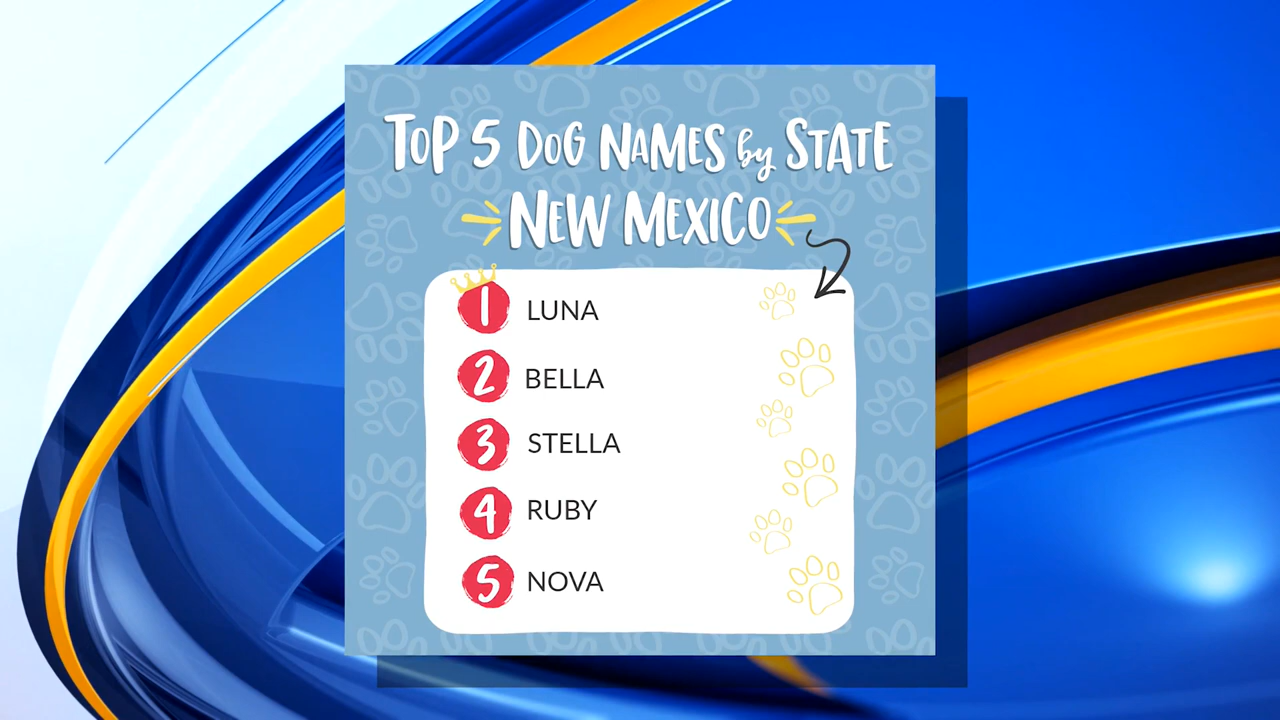 TOP 5 DOG NAMES by STATE
NEW MEXICO
1 LUNA
2 BELLA
3 STELLA
4 RUBY
5 NOVA